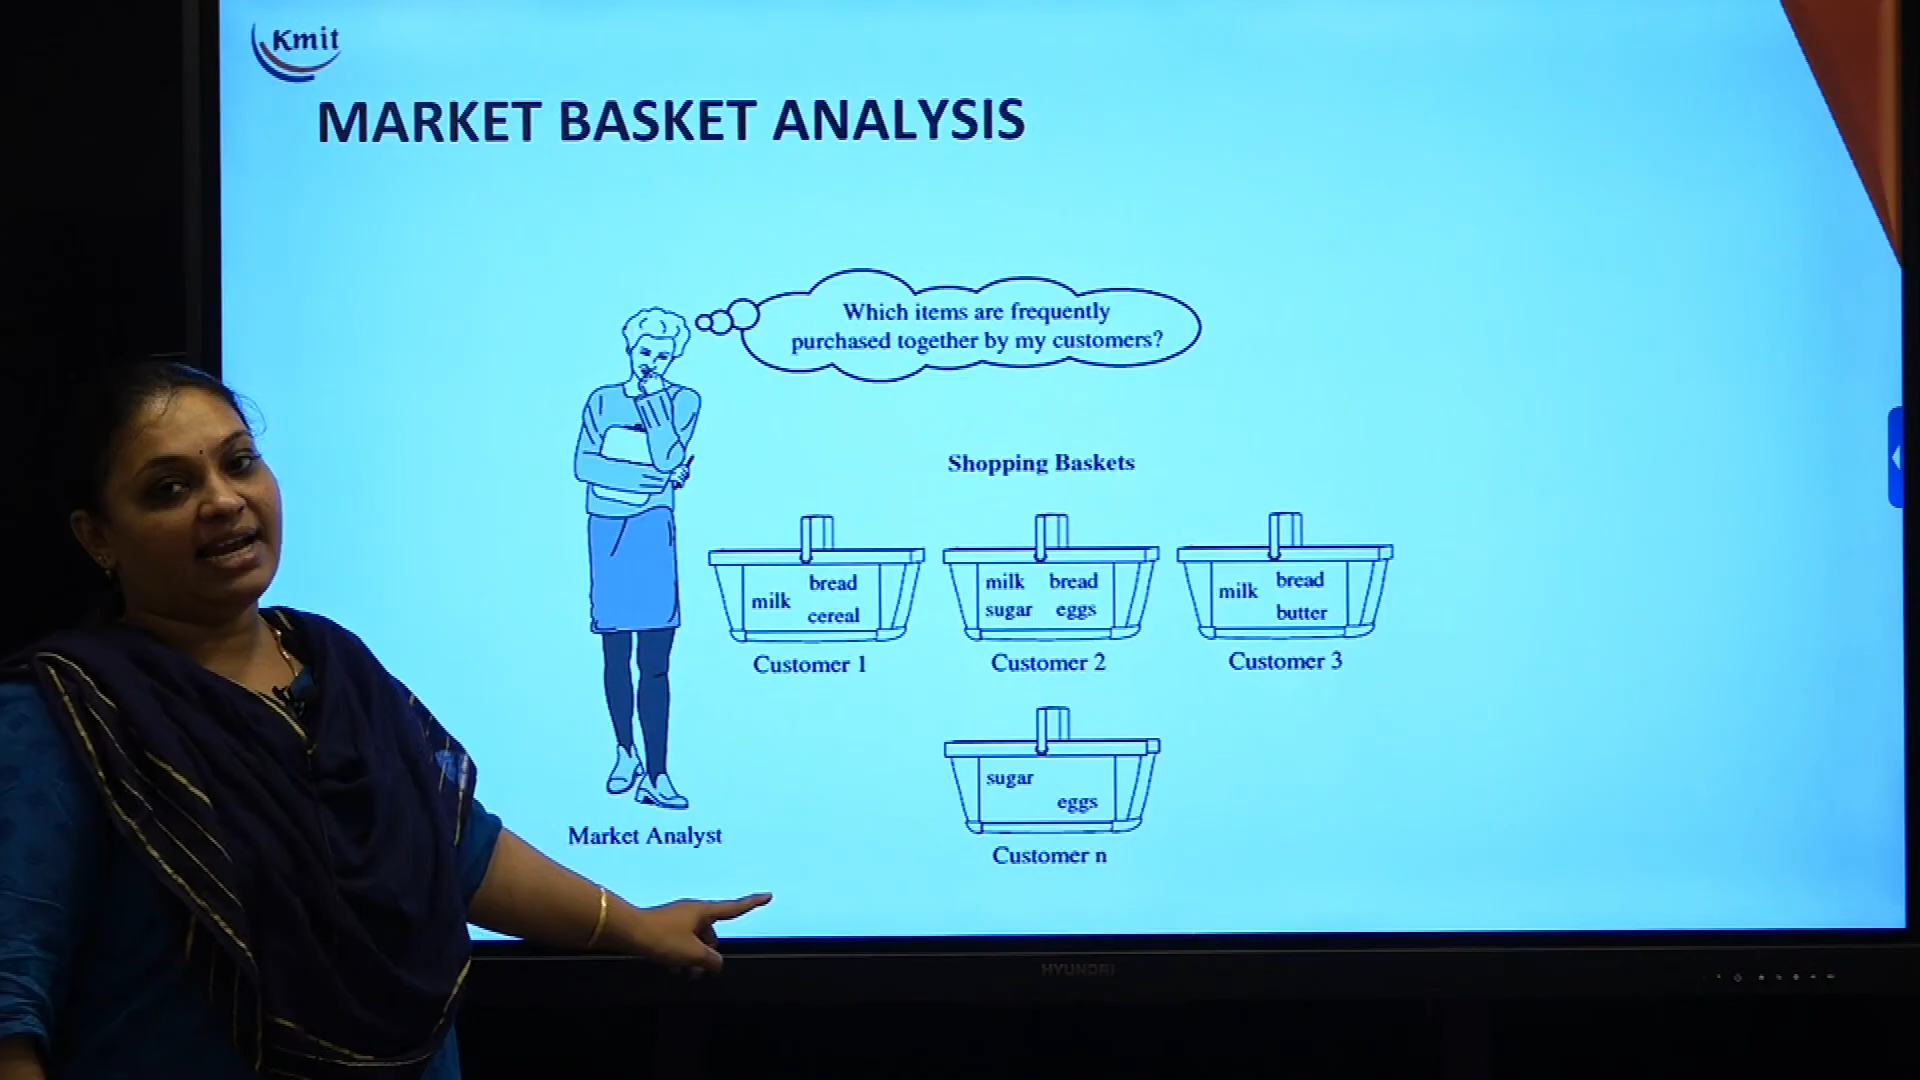 Kmit
MARKET BASKET ANALYSIS
Which items are frequently
purchased together by my customers?
Shopping Baskets
milk bread
cereal
Customer 1
milk bread
sugar eggs
Customer 2
milk bread
butter
Customer 3
sugar
eggs
Customer n
Market Analyst
HYUNDAI